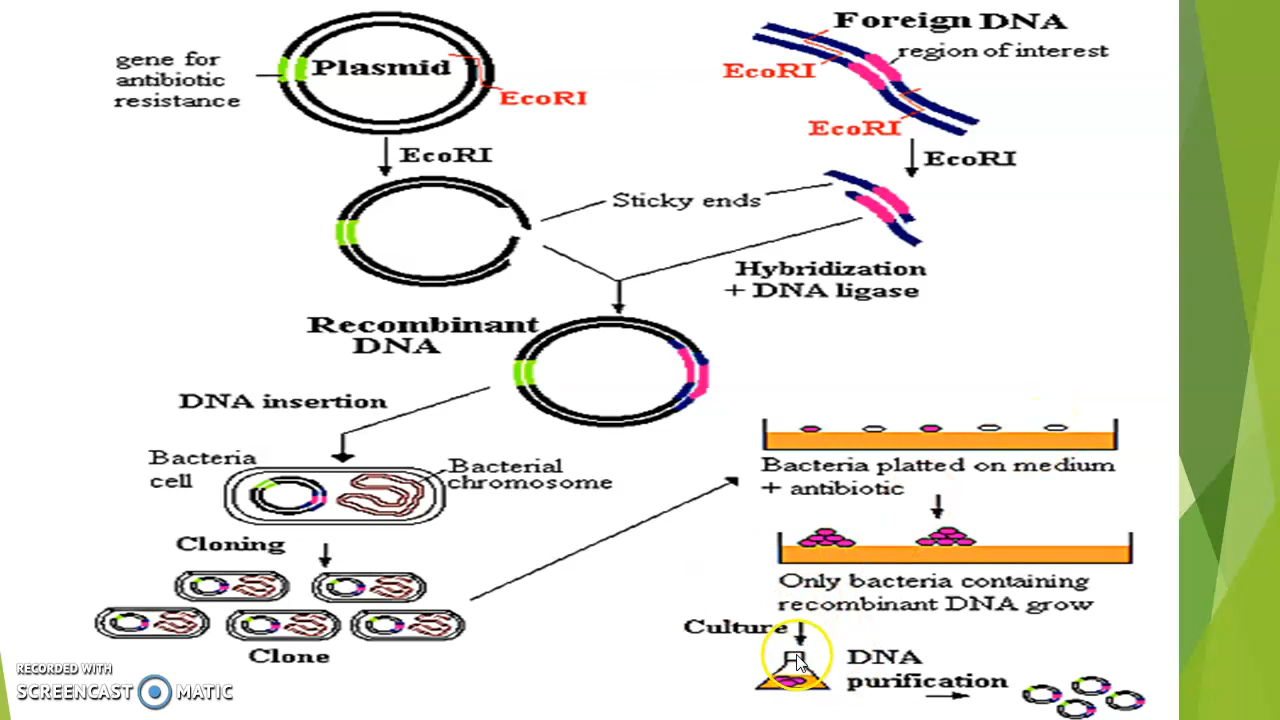 gene for
antibiotic
resistance
Plasmid
EcoRI
EcoRI
Foreign DNA
region of interest
EcoRI
EcoRI
EcoRI
Sticky ends
Hybridization
+ DNA ligase
Recombinant
DNA
DNA insertion
Bacteria
cell
Bacterial
chromosome
Cloning
Clone
Bacteria platted on medium
+ antibiotic
Only bacteria containing
recombinant DNA grow
Culture
DNA
purification
RECORDED WITH
SCREENCAST MATIC